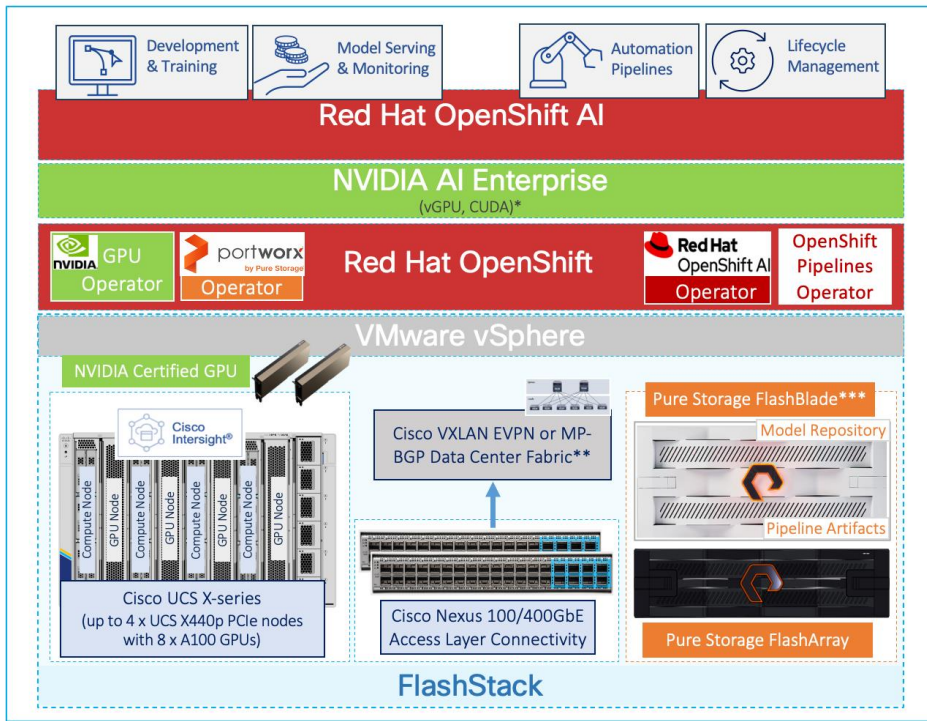 Development
& Training
Model Serving
& Monitoring
Automation
Pipelines
Lifecycle
Management
Red Hat OpenShift AI
NVIDIA AI Enterprise
(vGPU, CUDA)*
NVIDIA
GPU
Operator
portworx
by Pure Storage
Operator
Red Hat OpenShift
Red Hat
OpenShift AI
Operator
OpenShift
Pipelines
Operator
VMware vSphere
NVIDIA Certified GPU
Cisco
Intersight®
Compute Node
GPU Node
Compute Node
GPU Node
Compute Node
GPU Node
Compute Node
GPU Node
Cisco UCS X-series
(up to 4 x UCS X440p PCIe nodes
with 8 x A100 GPUs)
Cisco VXLAN EVPN or MP-
BGP Data Center Fabric**
Cisco Nexus 100/400GbE
Access Layer Connectivity
Pure Storage FlashBlade***
Model Repository
Pipeline Artifacts
Pure Storage FlashArray
FlashStack